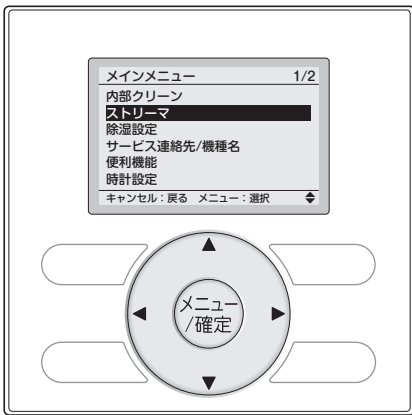 メインメニュー 1/2
内部クリーン
ストリーマ
除湿設定
サービス連絡先/機種名
便利機能
時計設定
キャンセル:戻る メニュー:選択
メニュー
/確定